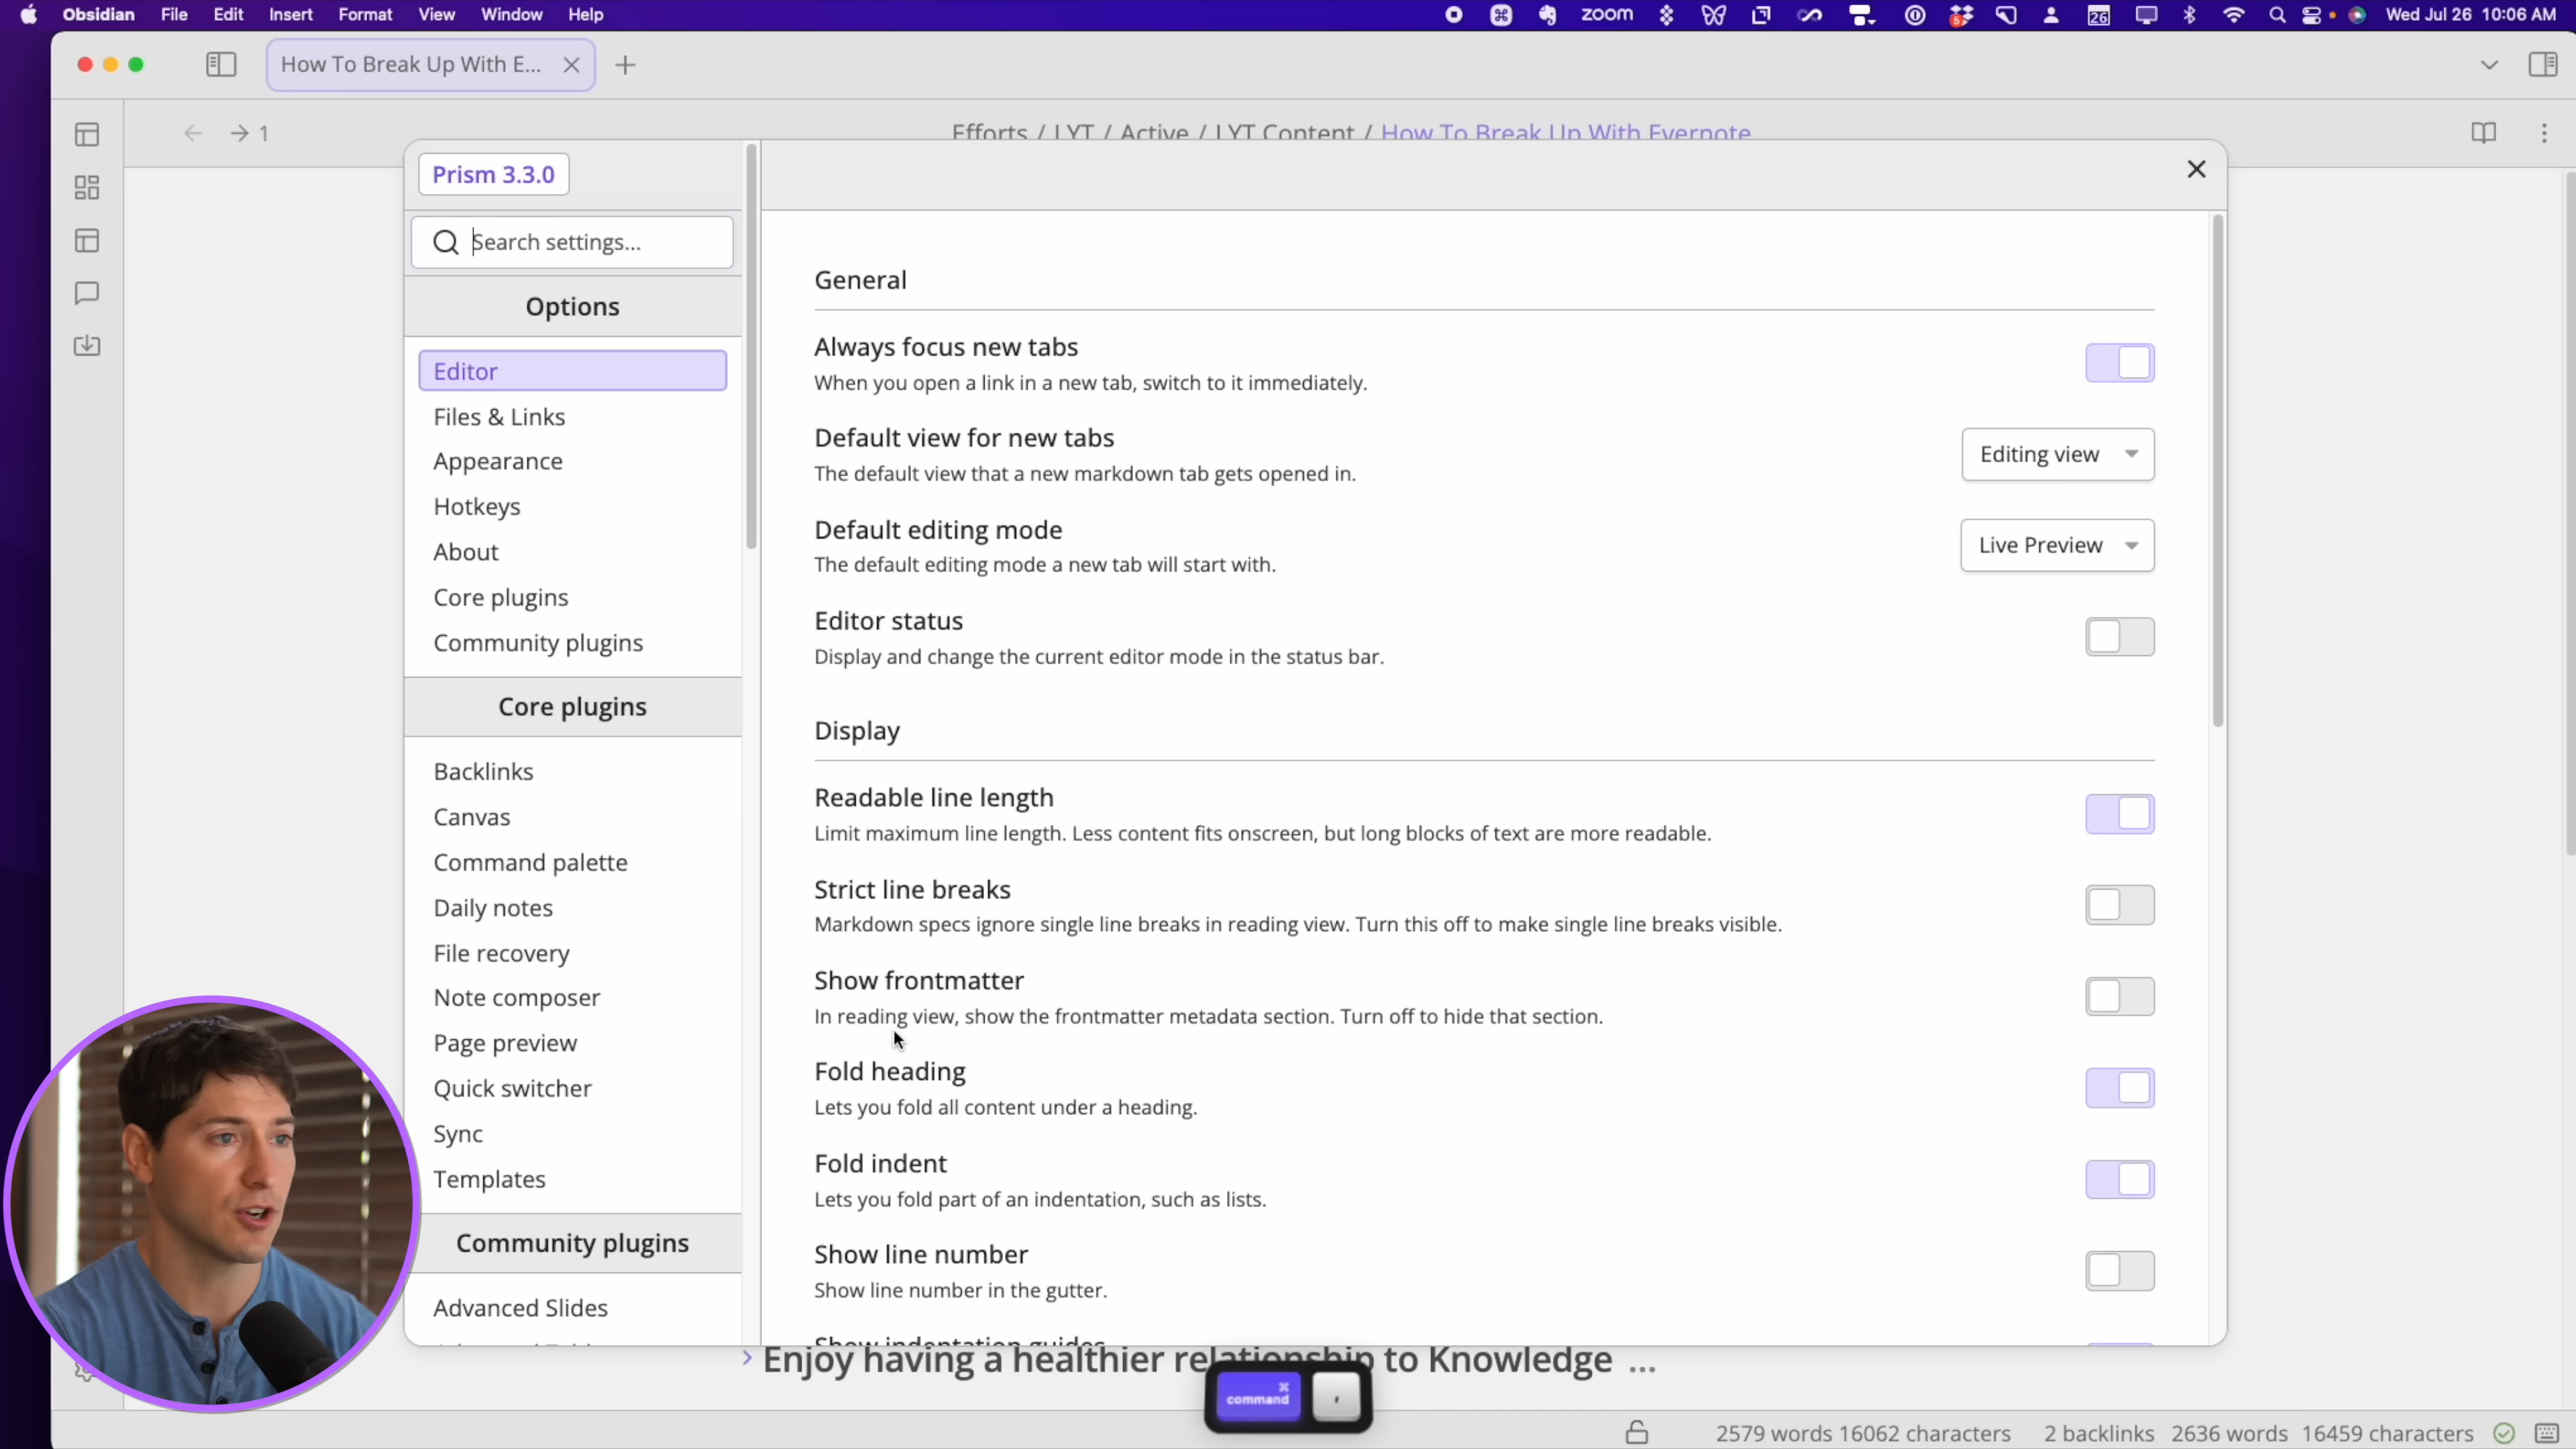 Obsidian File Edit Insert Format View Window Help
zoom 26 Wed Jul 26 10:06 AM
How To Break Up With E...
1
Efforts / LYT / Active / LYT Content / How To Break Up With Evernote
Prism 3.3.0
Search settings...
Options
Editor
Files & Links
Appearance
Hotkeys
About
Core plugins
Community plugins
Core plugins
Backlinks
Canvas
Command palette
Daily notes
File recovery
Note composer
Page preview
Quick switcher
Sync
Templates
Community plugins
Advanced Slides
General
Always focus new tabs
When you open a link in a new tab, switch to it immediately.
Default view for new tabs
The default view that a new markdown tab gets opened in.
Editing view
Default editing mode
The default editing mode a new tab will start with.
Live Preview
Editor status
Display and change the current editor mode in the status bar.
Display
Readable line length
Limit maximum line length. Less content fits onscreen, but long blocks of text are more readable.
Strict line breaks
Markdown specs ignore single line breaks in reading view. Turn this off to make single line breaks visible.
Show frontmatter
In reading view, show the frontmatter metadata section. Turn off to hide that section.
Fold heading
Lets you fold all content under a heading.
Fold indent
Lets you fold part of an indentation, such as lists.
Show line number
Show line number in the gutter.
Show indentation guides
Enjoy having a healthier relationship to Knowledge ...
⌘
command ,
2579 words 16062 characters 2 backlinks 2636 words 16459 characters